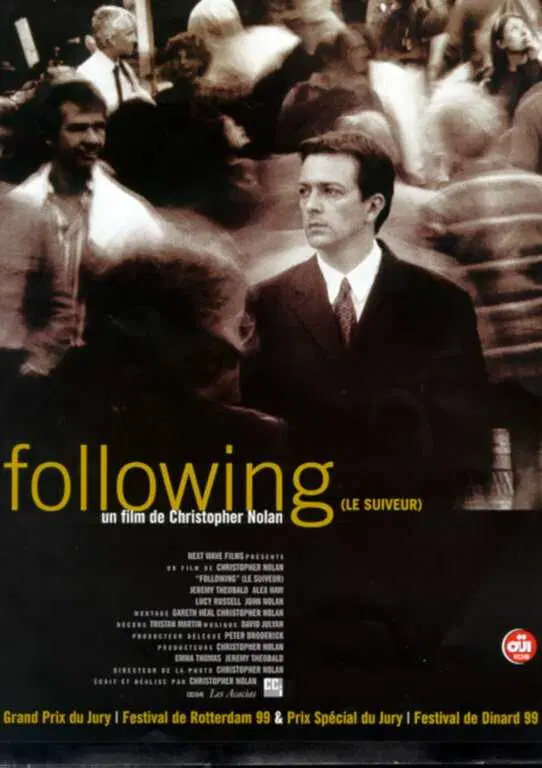 following (LE SUIVEUR)
un film de Christopher Nolan
NEXT WAVE FILMS PRÉSENTE
UN FILM DE CHRISTOPHER NOLAN
"FOLLOWING" (LE SUIVEUR)
JEREMY THEOBALD ALEX HAW
LUCY RUSSELL JOHN NOLAN
MONTAGE GARETH HEAL CHRISTOPHER NOLAN
DÉCORS TRISTAN MARTIN MUSIQUE DAVID JULYAN
PRODUCTEUR DÉLÉGUÉ PETER BRODERICK
PRODUCTEURS CHRISTOPHER NOLAN
EMMA THOMAS JEREMY THEOBALD
DIRECTEUR DE LA PHOTO CHRISTOPHER NOLAN
ÉCRIT ET RÉALISÉ PAR CHRISTOPHER NOLAN
Les Acacias
OÜI
Grand Prix du Jury | Festival de Rotterdam 99 & Prix Spécial du Jury | Festival de Dinard 99